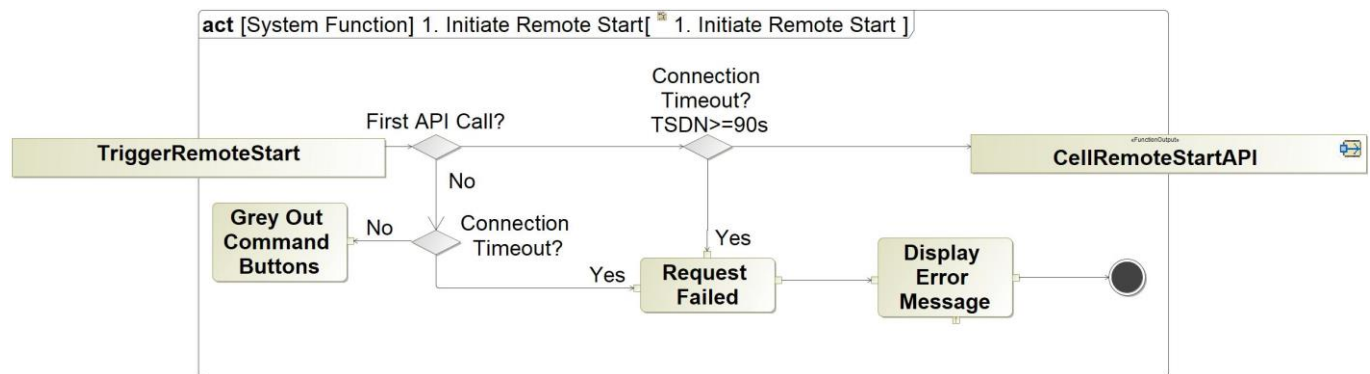 act [System Function] 1. Initiate Remote Start[ 1. Initiate Remote Start ]
Connection
Timeout?
TSDN>=90s
First API Call?
TriggerRemoteStart
«FunctionOutput»
CellRemoteStartAPI
No
Grey Out
Command
Buttons
No
Connection
Timeout?
Yes
Yes
Request
Failed
Display
Error
Message